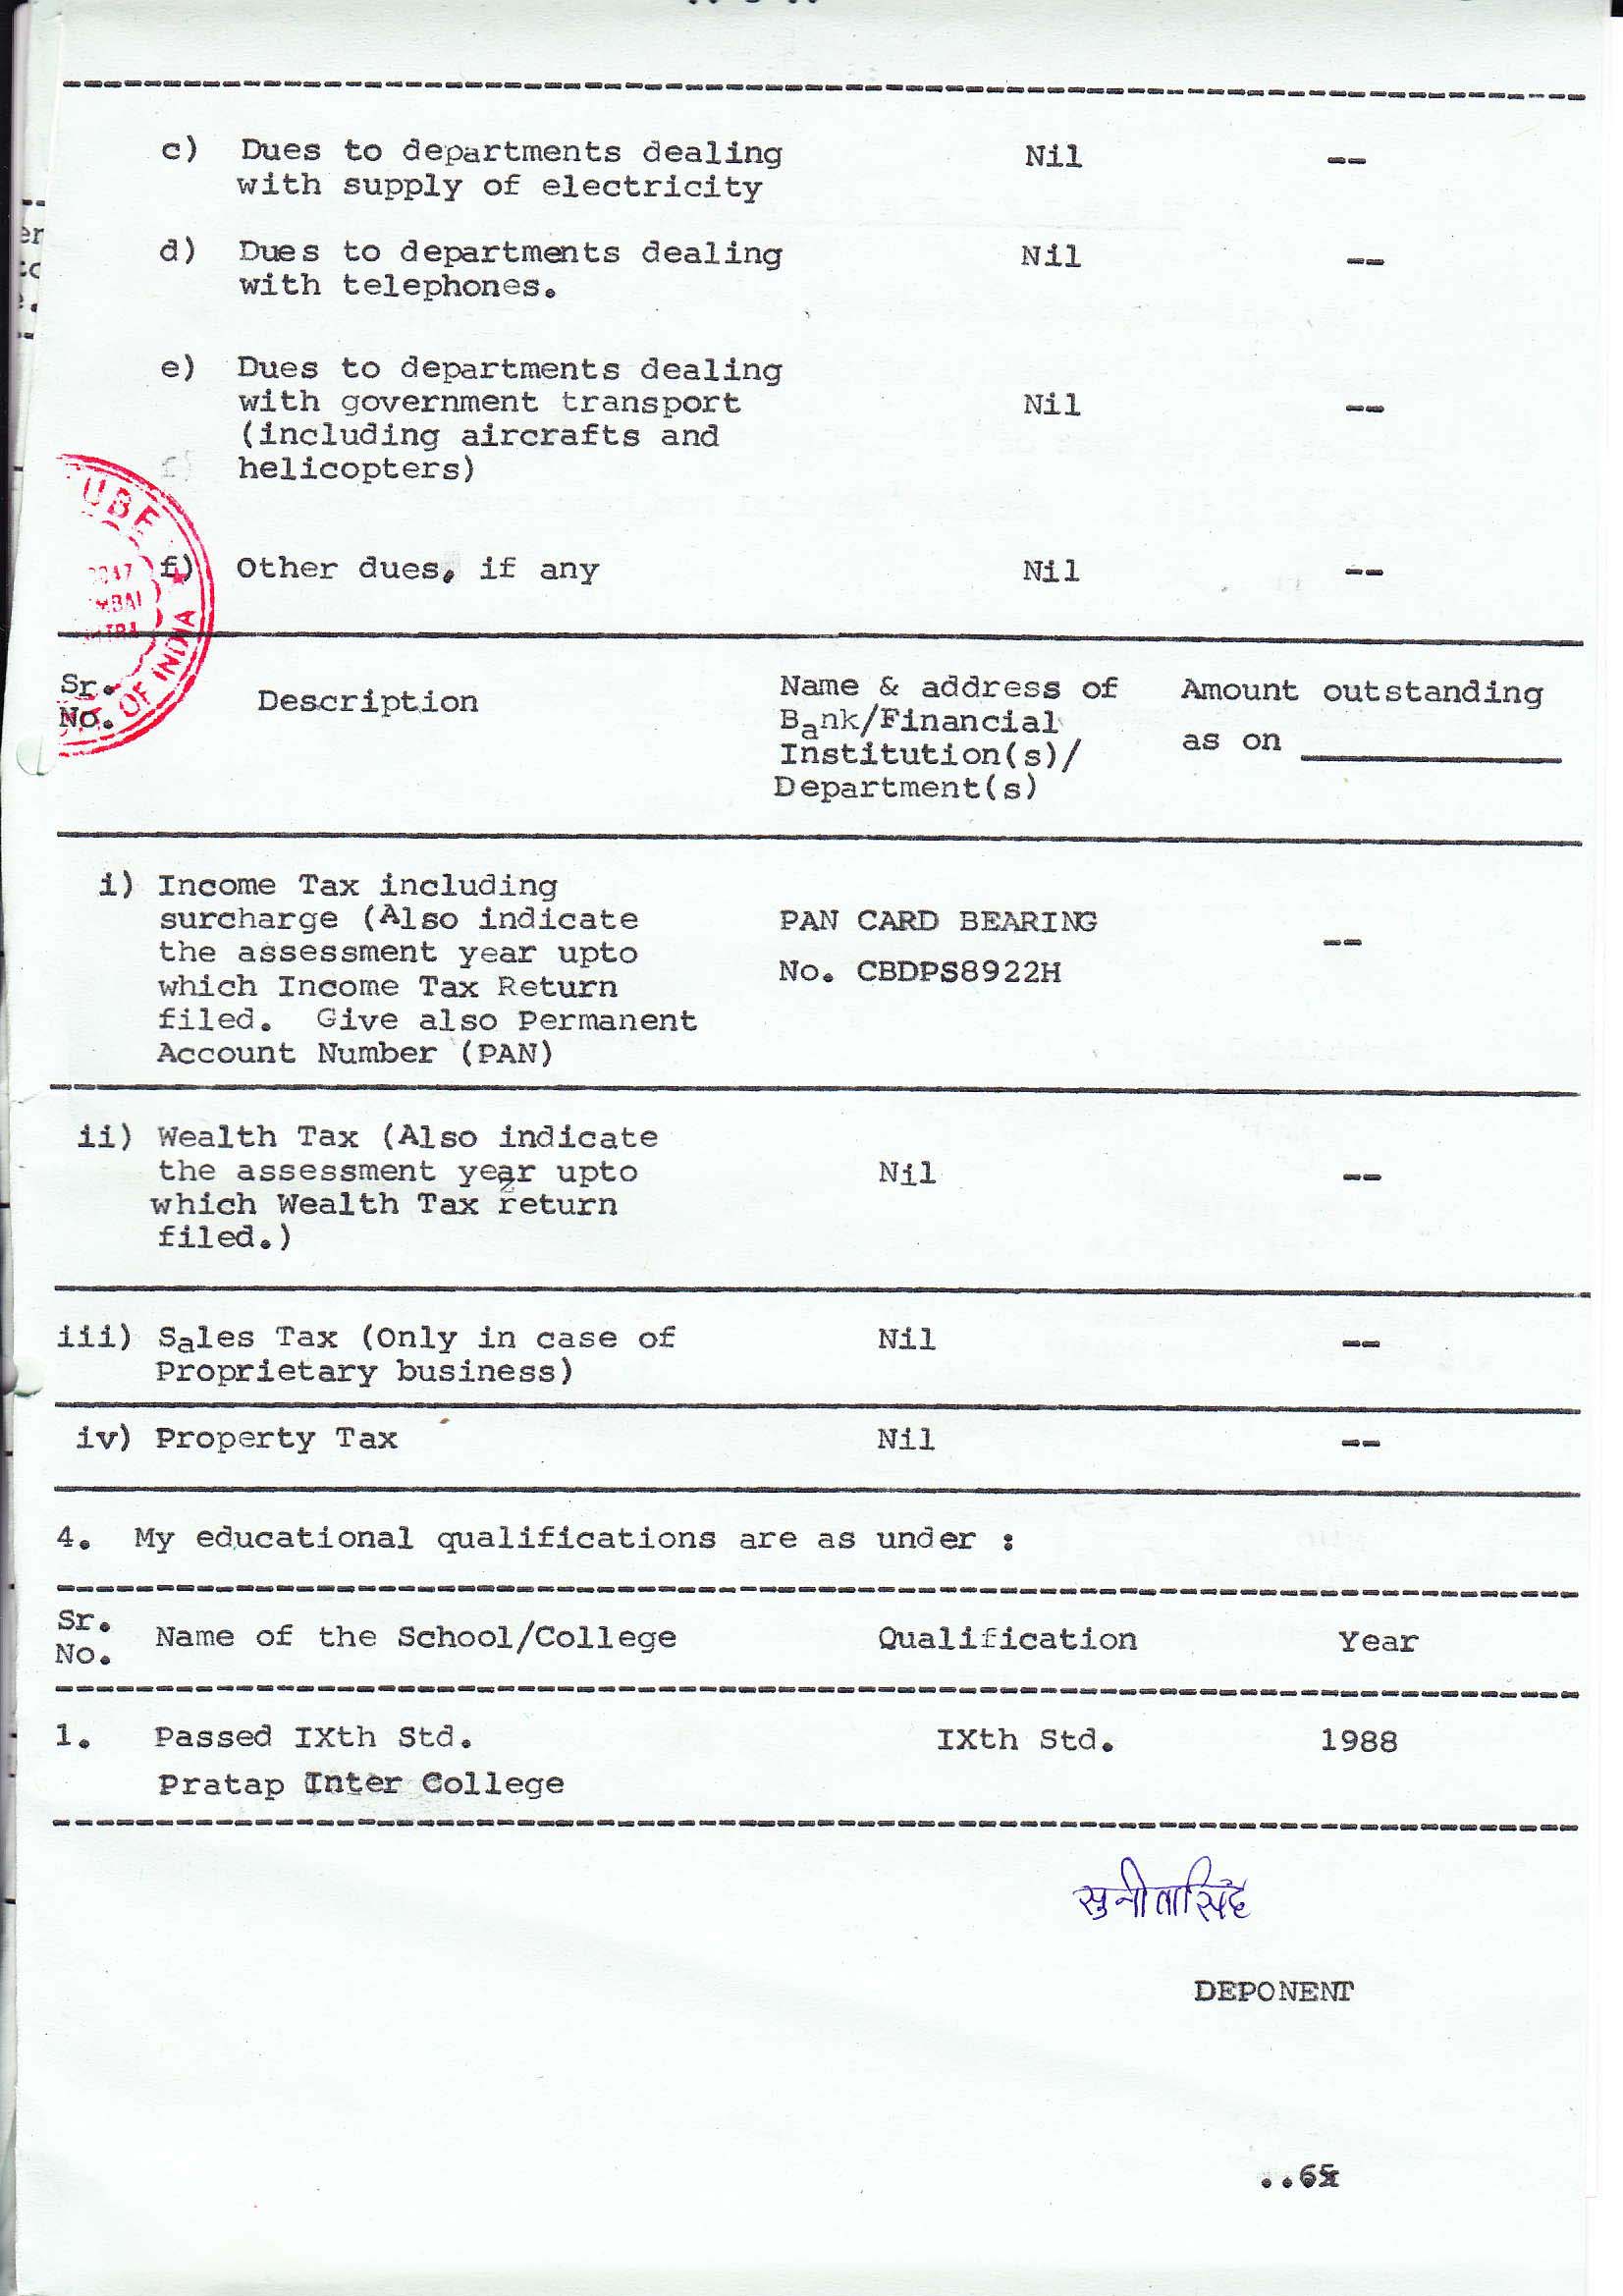 c) Dues to departments dealing Nil --
with supply of electricity
d) Dues to departments dealing Nil --
with telephones.
e) Dues to departments dealing
with government transport Nil --
(including aircrafts and
helicopters)
f) Other dues, if any Nil --
UBE
MBAI
OF INDIA
Sr. Description Name & address of Amount outstanding
No. Bank/Financial as on
Institution(s)/
Department(s)
i) Income Tax including
surcharge (Also indicate PAN CARD BEARING --
the assessment year upto No. CBDPS8922H
which Income Tax Return
filed. Give also Permanent
Account Number (PAN)
ii) Wealth Tax (Also indicate
the assessment year upto Nil --
which Wealth Tax return
filed.)
iii) Sales Tax (Only in case of Nil --
Proprietary business)
iv) Property Tax Nil --
4. My educational qualifications are as under :
Sr. Name of the School/College Qualification Year
No.
1. Passed IXth Std. IXth Std. 1988
Pratap Inter College
सुनीता सिंह
DEPONENT